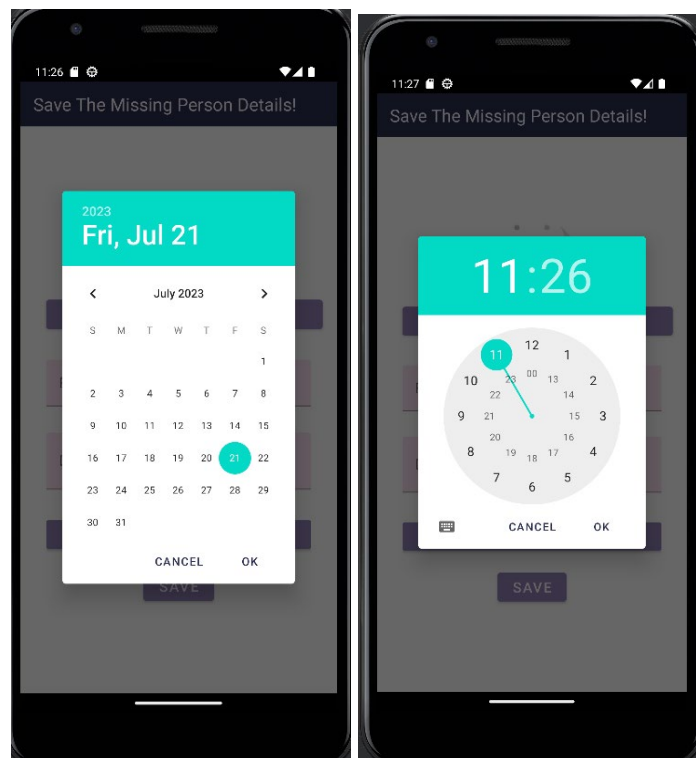 11:26
Save The Missing Person Details!
2023
Fri, Jul 21
July 2023
S M T W T F S
1
2 3 4 5 6 7 8
9 10 11 12 13 14 15
16 17 18 19 20 21 22
23 24 25 26 27 28 29
30 31
CANCEL OK
SAVE
11:27
Save The Missing Person Details!
11:26
12
11 1
00
23 13
10 2
22 14
9 21 15 3
20 16
8 4
19 17
18
7 5
6
CANCEL OK
SAVE